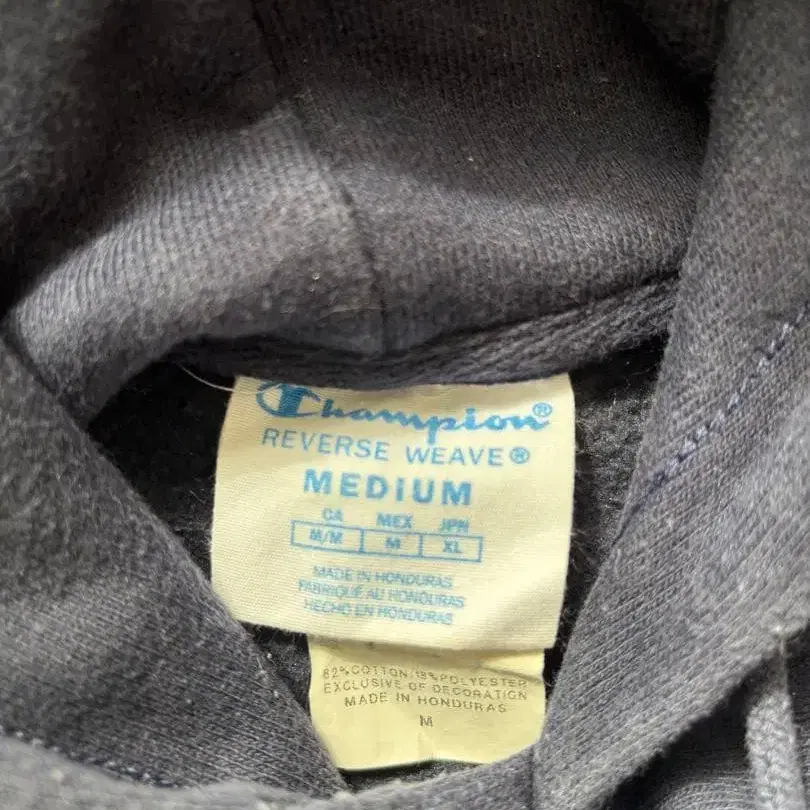 Champion®
REVERSE WEAVE®
MEDIUM
CA MEX JPN
M/M M XL
MADE IN HONDURAS
FABRIQUÉ AU HONDURAS
HECHO EN HONDURAS
82% COTTON/18% POLYESTER
EXCLUSIVE OF DECORATION
MADE IN HONDURAS
M